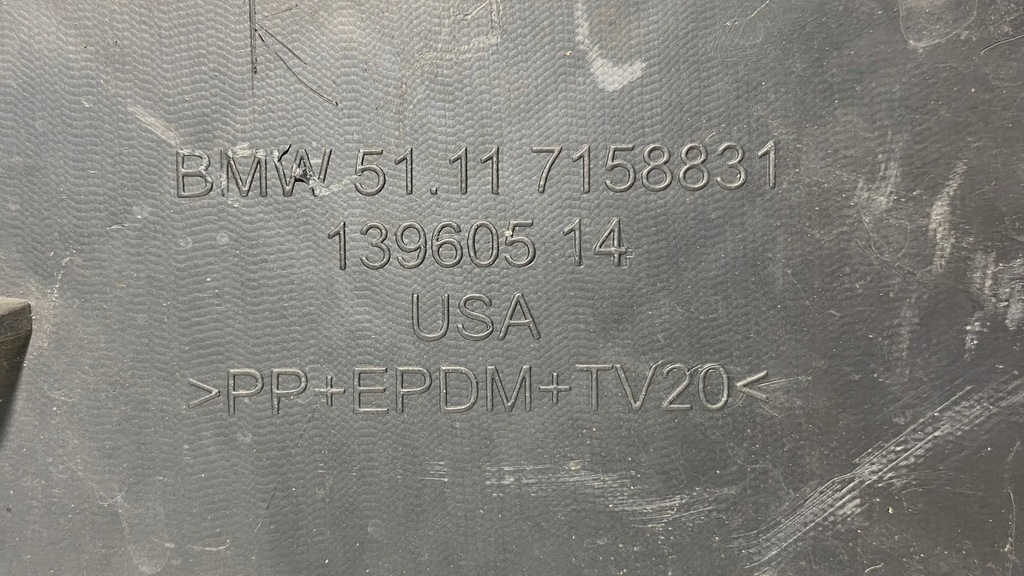 BMW 51.11 7158831
139605 14
USA
>PP+EPDM+TV20<